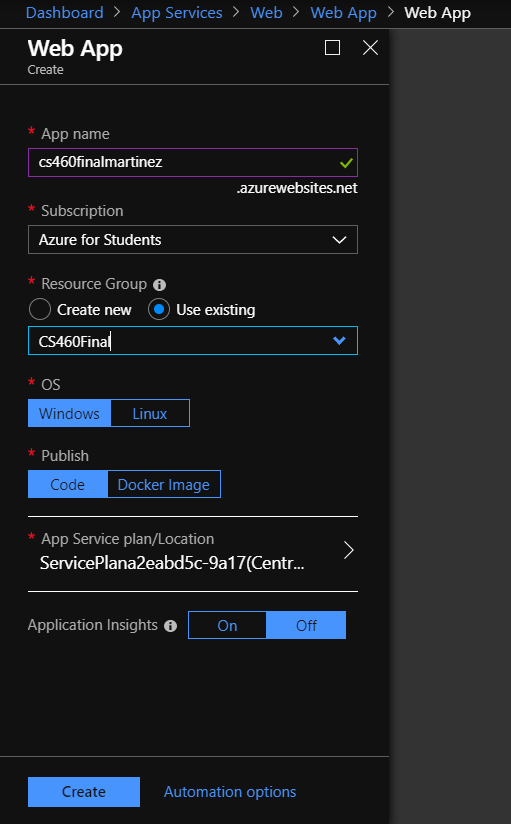 Dashboard > App Services > Web > Web App > Web App
Web App
Create
* App name
cs460finalmartinez
.azurewebsites.net
* Subscription
Azure for Students
* Resource Group
Create new Use existing
CS460Final
* OS
Windows Linux
* Publish
Code Docker Image
* App Service plan/Location
ServicePlana2eabd5c-9a17(Centr...
Application Insights On Off
Create Automation options